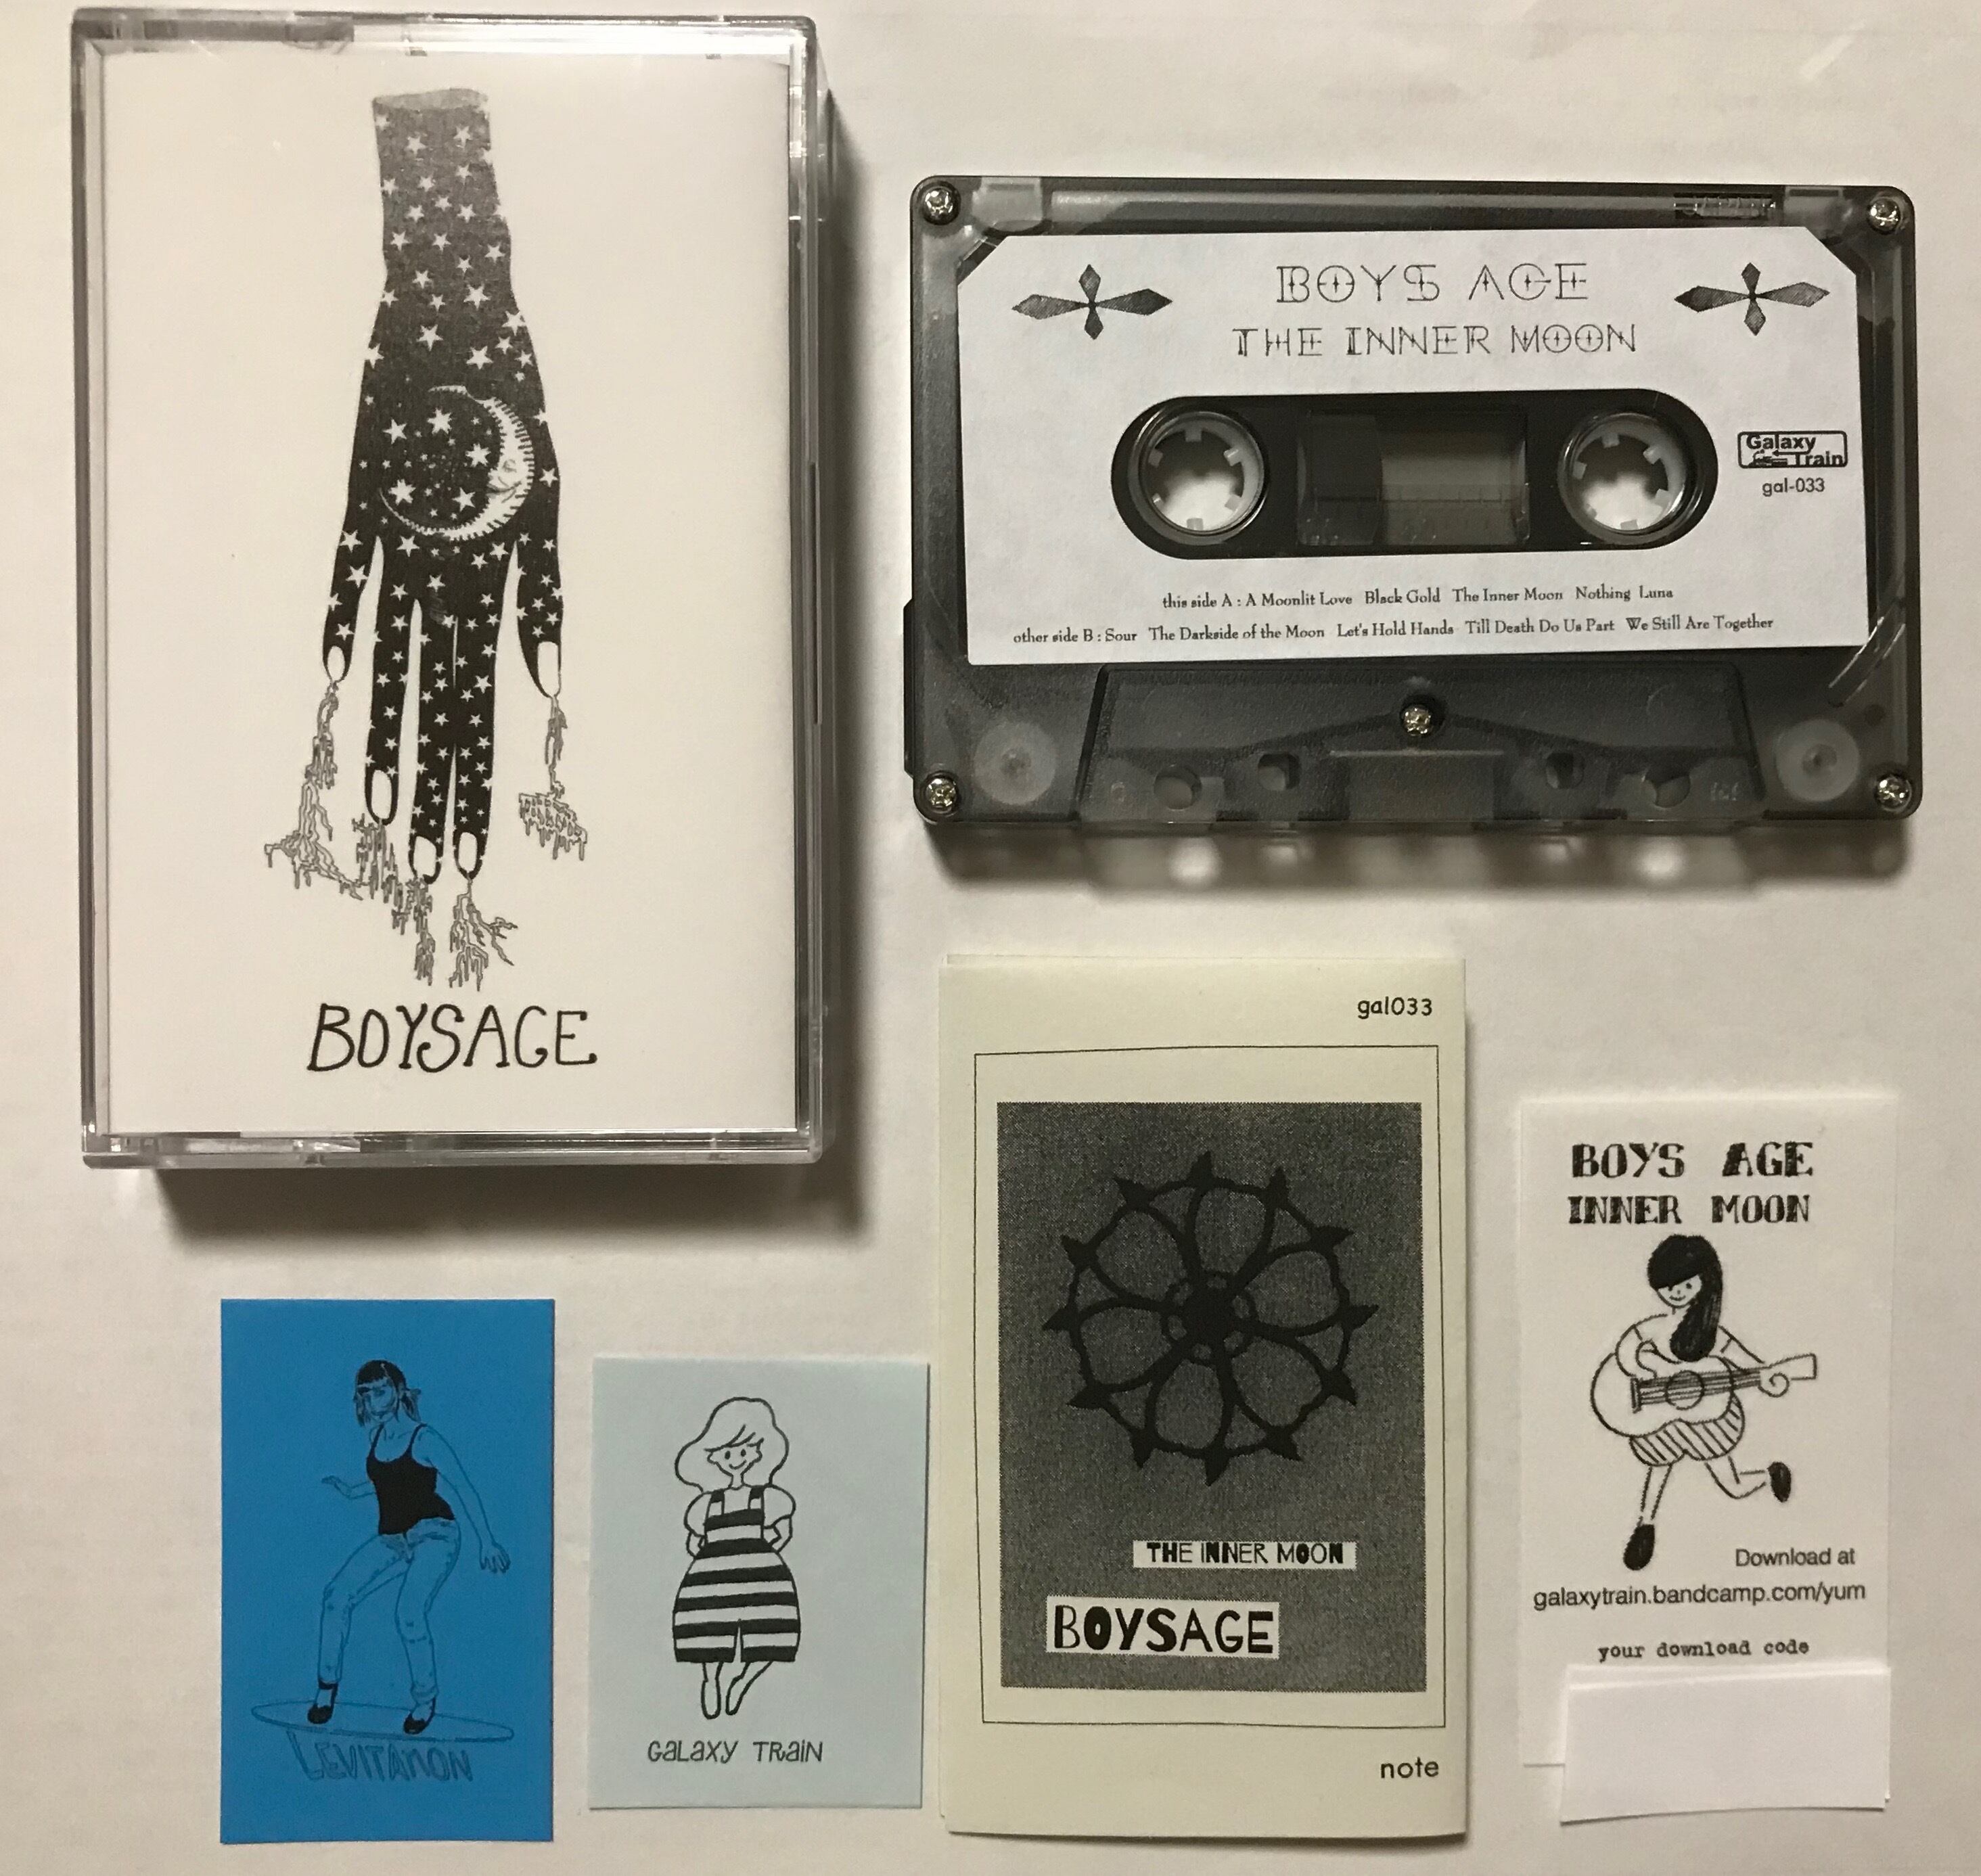 BOYSAGE
BOYS AGE
THE INNER MOON
Galaxy
Train
gal-033
this side A : A Moonlit Love Black Gold The Inner Moon Nothing Luna
other side B : Sour The Darkside of the Moon Let's Hold Hands Till Death Do Us Part We Still Are Together
gal033
THE INNER MOON
BOYSAGE
note
BOYS AGE
INNER MOON
Download at
galaxytrain.bandcamp.com/yum
your download code
LEVITATION
GALAXY TRAIN